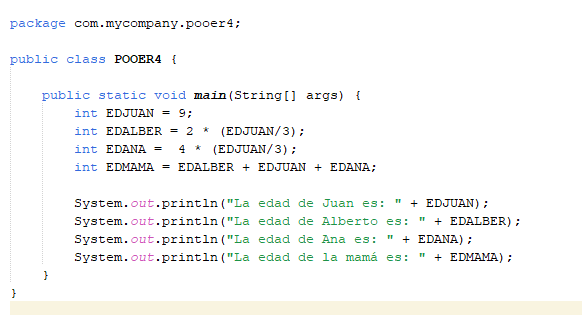 package com.mycompany.pooer4;
public class POOER4 {
public static void main(String[] args) {
int EDJUAN = 9;
int EDALBER = 2 * (EDJUAN/3);
int EDANA =  4 * (EDJUAN/3);
int EDMAMA = EDALBER + EDJUAN + EDANA;
System.out.println("La edad de Juan es: " + EDJUAN);
System.out.println("La edad de Alberto es: " + EDALBER);
System.out.println("La edad de Ana es: " + EDANA);
System.out.println("La edad de la mamá es: " + EDMAMA);
}
}